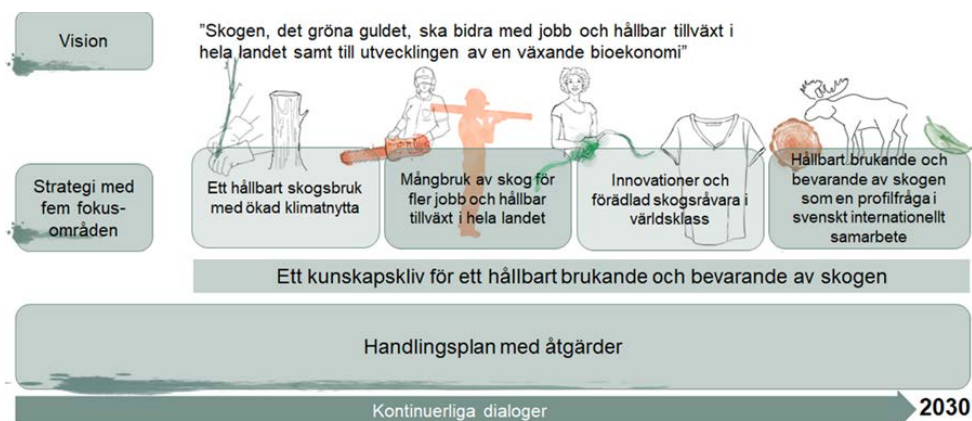 Vision
”Skogen, det gröna guldet, ska bidra med jobb och hållbar tillväxt i
hela landet samt till utvecklingen av en växande bioekonomi”
Strategi med
fem fokus-
områden
Ett hållbart skogsbruk
med ökad klimatnytta
Mångbruk av skog för
fler jobb och hållbar
tillväxt i hela landet
Innovationer och
förädlad skogsråvara i
världsklass
Hållbart brukande och
bevarande av skogen
som en profilfråga i
svenskt internationellt
samarbete
Ett kunskapskliv för ett hållbart brukande och bevarande av skogen
Handlingsplan med åtgärder
Kontinuerliga dialoger
2030